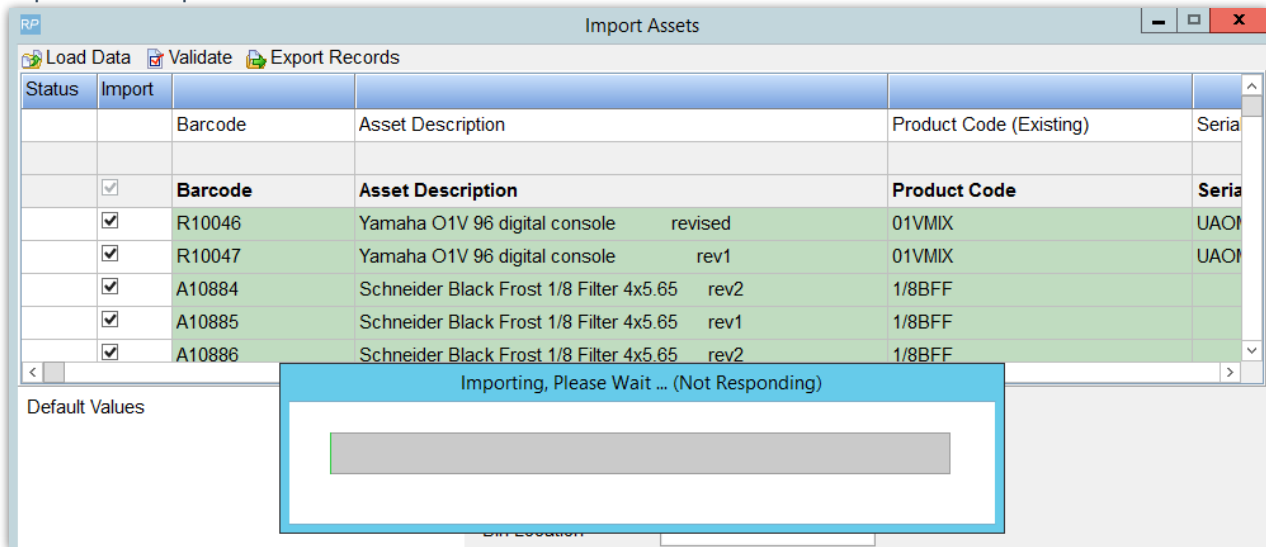 RP Import Assets
Load Data Validate Export Records
Status Import
Barcode Asset Description Product Code (Existing) Seria
Barcode Asset Description Product Code Seria
R10046 Yamaha O1V 96 digital console revised 01VMIX
R10047 Yamaha O1V 96 digital console rev1 01VMIX
A10884 Schneider Black Frost 1/8 Filter 4x5.65 rev2 1/8BFF
A10885 Schneider Black Frost 1/8 Filter 4x5.65 rev1 1/8BFF
A10886 Schneider Black Frost 1/8 Filter 4x5.65 rev2 1/8BFF
Importing, Please Wait ... (Not Responding)
Default Values